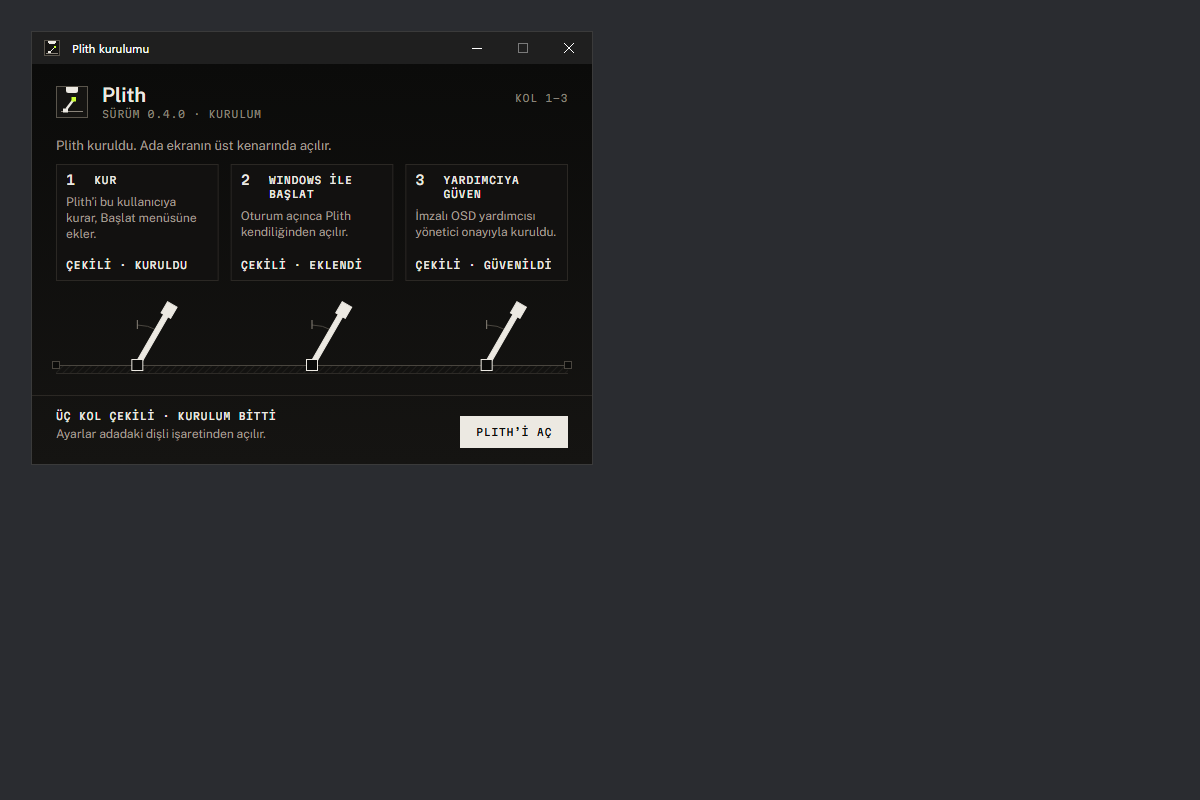 Plith kurulumu
Plith
SÜRÜM 0.4.0 · KURULUM
KOL 1–3
Plith kuruldu. Ada ekranın üst kenarında açılır.
1 KUR
Plith'i bu kullanıcıya
kurar, Başlat menüsüne
ekler.
ÇEKİLİ · KURULDU
2 WINDOWS İLE
BAŞLAT
Oturum açınca Plith
kendiliğinden açılır.
ÇEKİLİ · EKLENDİ
3 YARDIMCIYA
GÜVEN
İmzalı OSD yardımcısı
yönetici onayıyla kuruldu.
ÇEKİLİ · GÜVENİLDİ
ÜÇ KOL ÇEKİLİ · KURULUM BİTTİ
Ayarlar adadaki dişli işaretinden açılır.
PLITH’İ AÇ